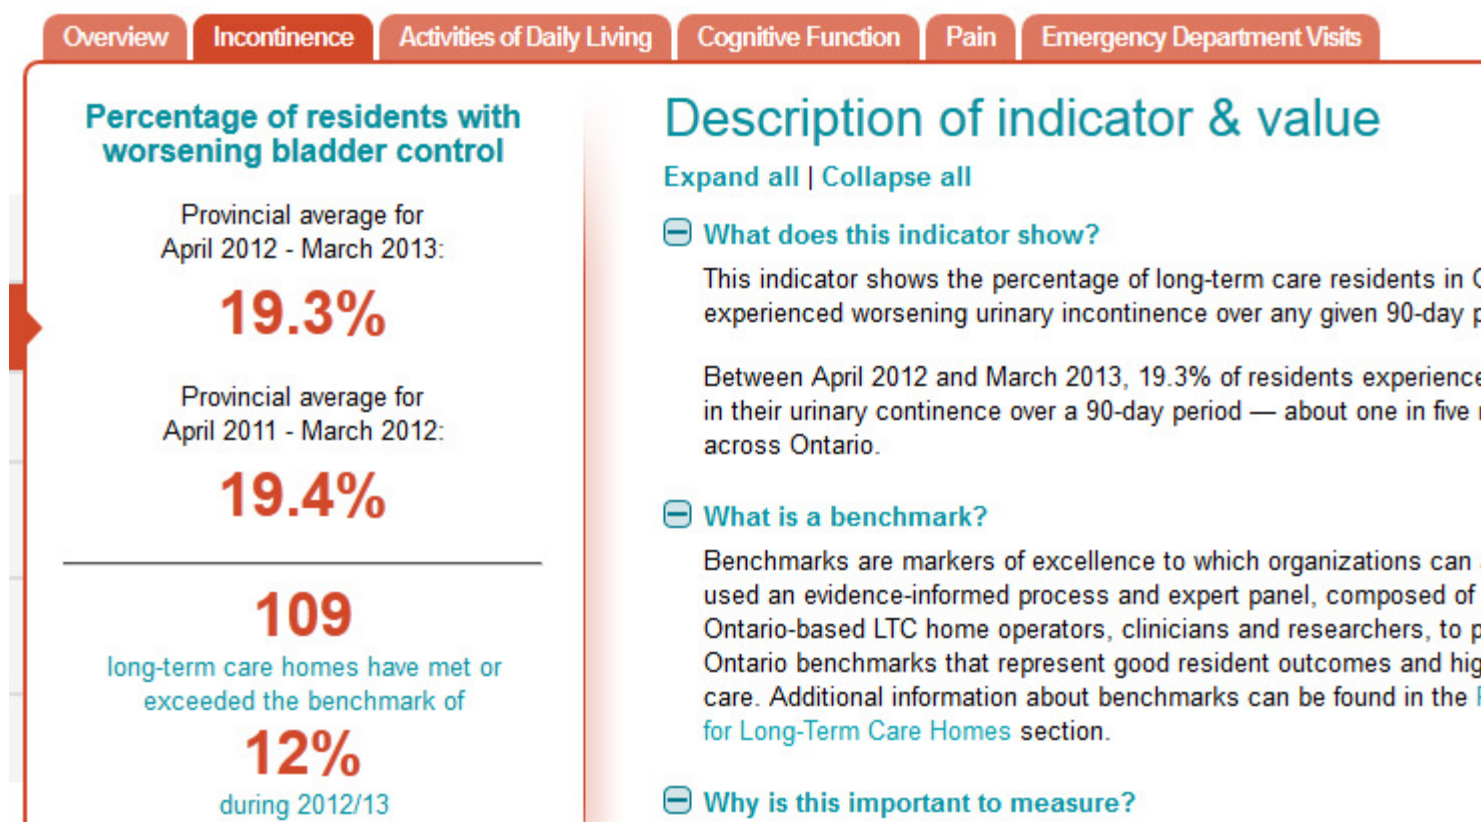 Overview Incontinence Activities of Daily Living Cognitive Function Pain Emergency Department Visits
Percentage of residents with
worsening bladder control
Provincial average for
April 2012 - March 2013:
19.3%
Provincial average for
April 2011 - March 2012:
19.4%
109
long-term care homes have met or
exceeded the benchmark of
12%
during 2012/13
Description of indicator & value
Expand all | Collapse all
What does this indicator show?
This indicator shows the percentage of long-term care residents in
experienced worsening urinary incontinence over any given 90-day
Between April 2012 and March 2013, 19.3% of residents experience
in their urinary continence over a 90-day period — about one in five
across Ontario.
What is a benchmark?
Benchmarks are markers of excellence to which organizations can
used an evidence-informed process and expert panel, composed of
Ontario-based LTC home operators, clinicians and researchers, to
Ontario benchmarks that represent good resident outcomes and hig
care. Additional information about benchmarks can be found in the
for Long-Term Care Homes section.
Why is this important to measure?